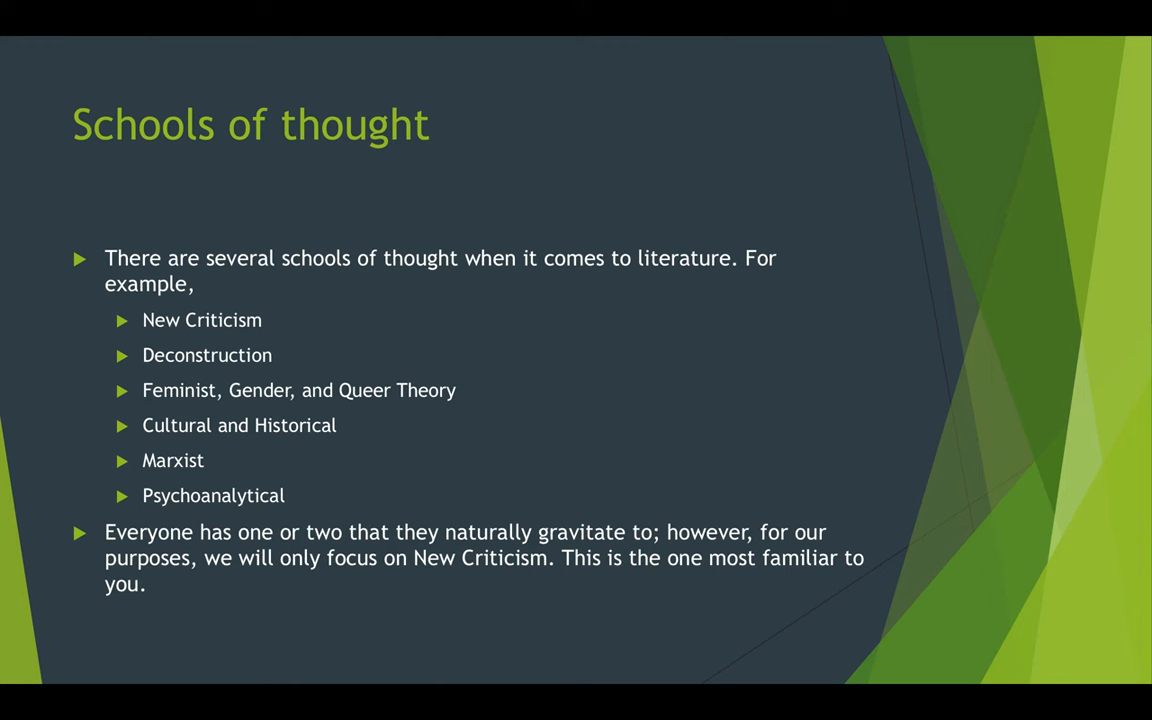 Schools of thought
There are several schools of thought when it comes to literature. For
example,
New Criticism
Deconstruction
Feminist, Gender, and Queer Theory
Cultural and Historical
Marxist
Psychoanalytical
Everyone has one or two that they naturally gravitate to; however, for our
purposes, we will only focus on New Criticism. This is the one most familiar to
you.